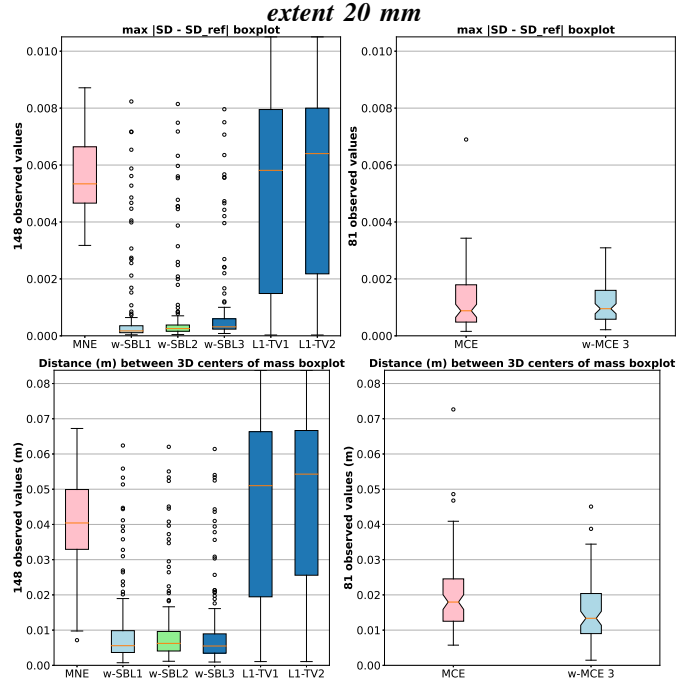 extent 20 mm
max |SD - SD_ref| boxplot
148 observed values
0.010
0.008
0.006
0.004
0.002
0.000
MNE w-SBL1 w-SBL2 w-SBL3 L1-TV1 L1-TV2
max |SD - SD_ref| boxplot
81 observed values
0.010
0.008
0.006
0.004
0.002
0.000
MCE w-MCE 3
Distance (m) between 3D centers of mass boxplot
148 observed values (m)
0.08
0.07
0.06
0.05
0.04
0.03
0.02
0.01
0.00
MNE w-SBL1 w-SBL2 w-SBL3 L1-TV1 L1-TV2
Distance (m) between 3D centers of mass boxplot
81 observed values (m)
0.08
0.07
0.06
0.05
0.04
0.03
0.02
0.01
0.00
MCE w-MCE 3